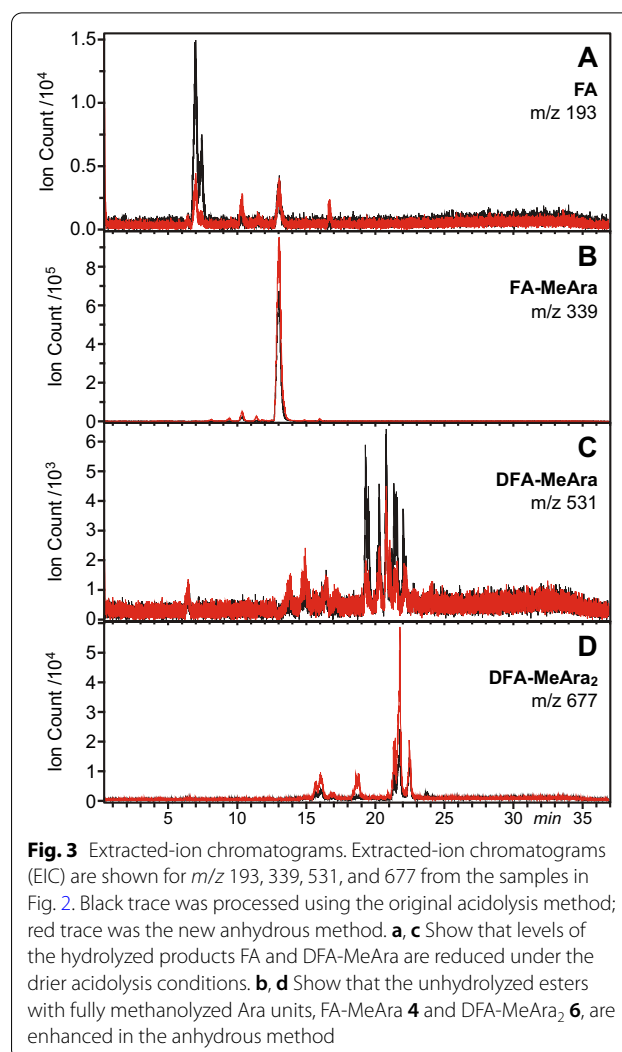 A
FA
m/z 193
Ion Count /10⁴
1.5
1.0
0.5
0.0
B
FA-MeAra
m/z 339
Ion Count /10⁵
8
6
4
2
0
C
DFA-MeAra
m/z 531
Ion Count /10³
6
5
4
3
2
1
0
D
DFA-MeAra₂
m/z 677
Ion Count /10⁴
5
4
3
2
1
0
5 10 15 20 25 30 min 35
Fig. 3 Extracted-ion chromatograms. Extracted-ion chromatograms
(EIC) are shown for m/z 193, 339, 531, and 677 from the samples in
Fig. 2. Black trace was processed using the original acidolysis method;
red trace was the new anhydrous method. a, c Show that levels of
the hydrolyzed products FA and DFA-MeAra are reduced under the
drier acidolysis conditions. b, d Show that the unhydrolyzed esters
with fully methanolyzed Ara units, FA-MeAra 4 and DFA-MeAra₂ 6, are
enhanced in the anhydrous method